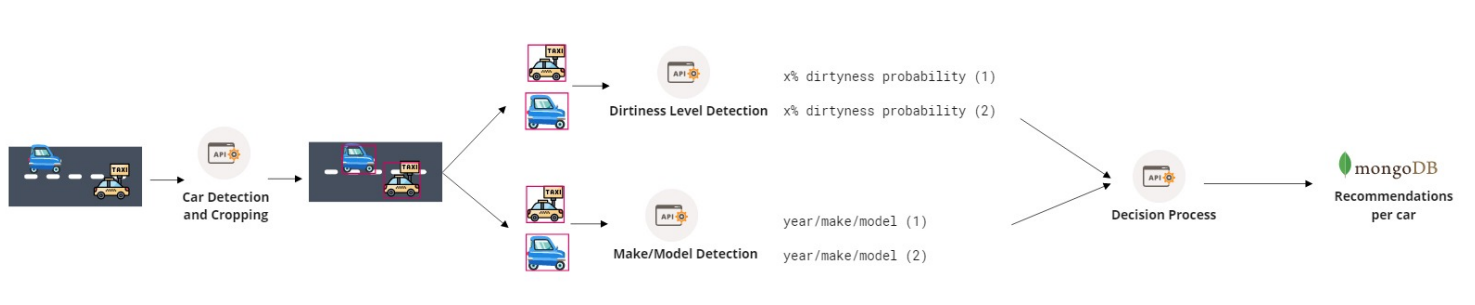 TAXI
API
Car Detection
and Cropping
TAXI
TAXI
API
Dirtiness Level Detection
x% dirtyness probability (1)
x% dirtyness probability (2)
TAXI
API
Make/Model Detection
year/make/model (1)
year/make/model (2)
API
Decision Process
mongoDB
Recommendations
per car